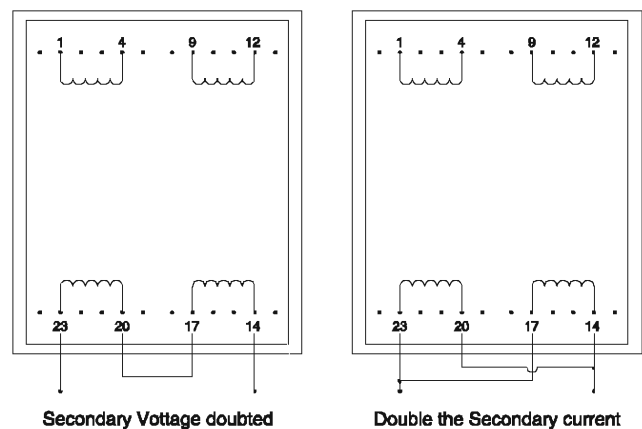 1 4 9 12
1 4 9 12
23 20 17 14
23 20 17 14
Secondary Vottage doubted
Double the Secondary current